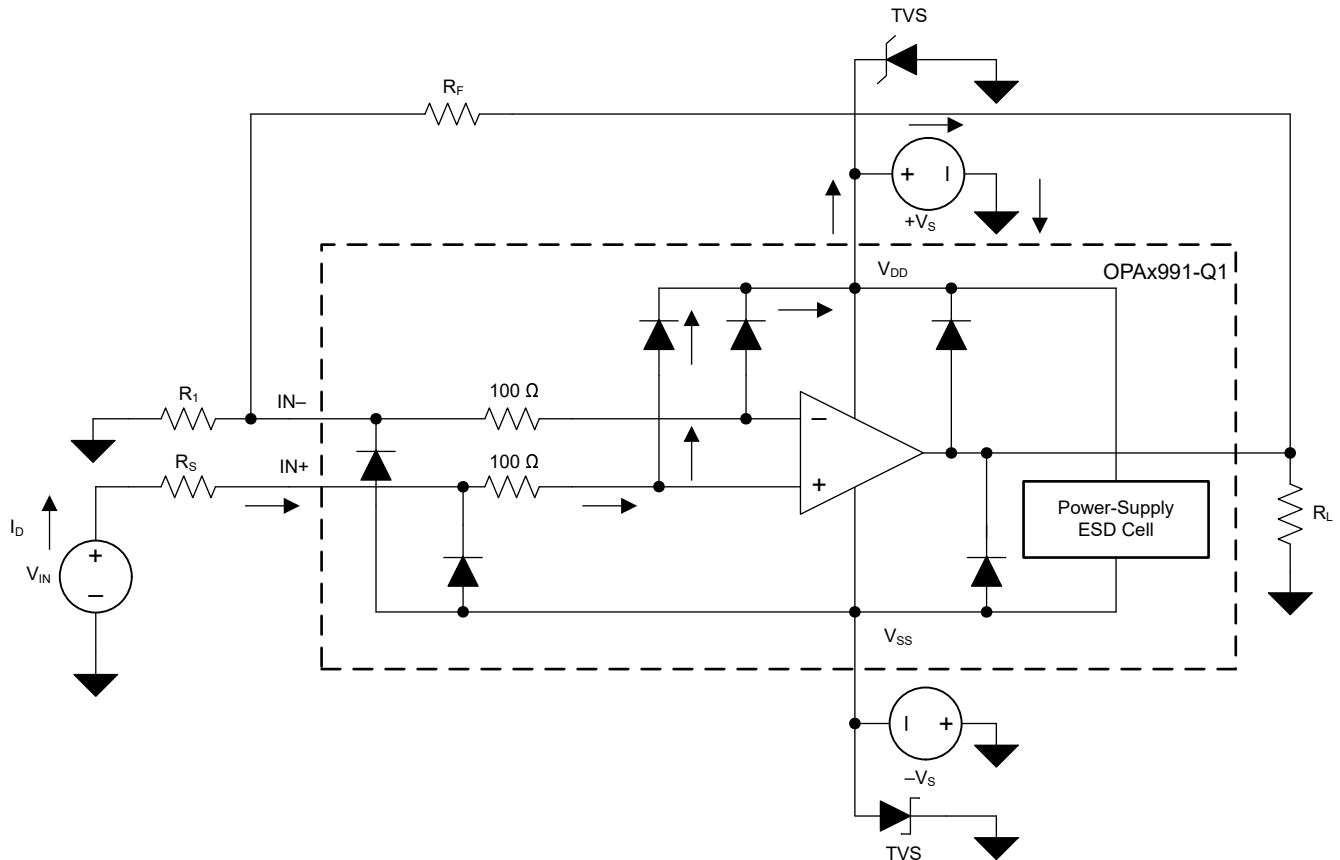 TVS
R_F
+ I
+V_S
V_DD
OPAx991-Q1
R_1
IN–
100 Ω
–
R_S
IN+
100 Ω
+
Power-Supply
ESD Cell
R_L
I_D
V_IN
+
–
V_SS
I +
–V_S
TVS